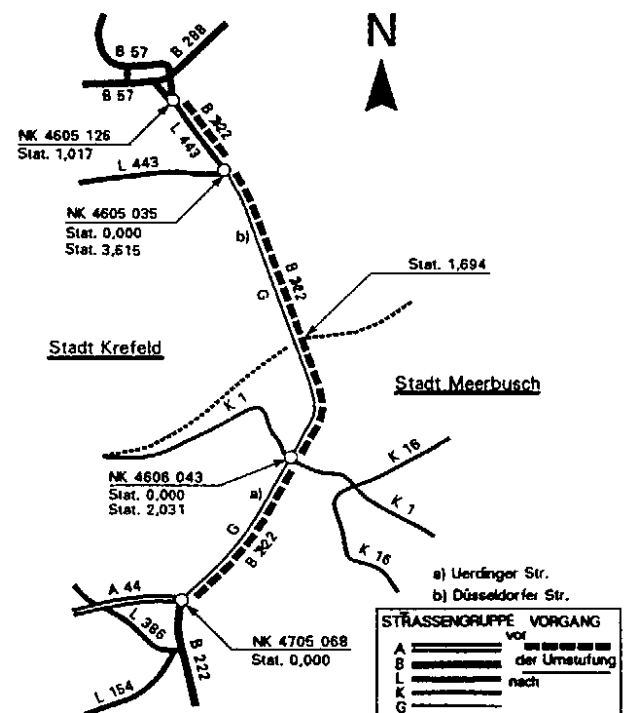 N
B 57
B 288
B 57
B 222
NK 4605 126
Stat. 1,017
L 443
L 443
NK 4605 035
Stat. 0,000
Stat. 3,615
b)
B 222
G
Stat. 1,694
Stadt Krefeld
Stadt Meerbusch
K 1
K 16
NK 4606 043
Stat. 0,000
Stat. 2,031
a)
K 1
G
B 222
K 16
a) Uerdinger Str.
b) Düsseldorfer Str.
A 44
L 386
B 222
NK 4705 068
Stat. 0,000
L 154
STRASSENGRUPPE VORGANG
vor
A
B
der Umstufung
L
nach
K
G